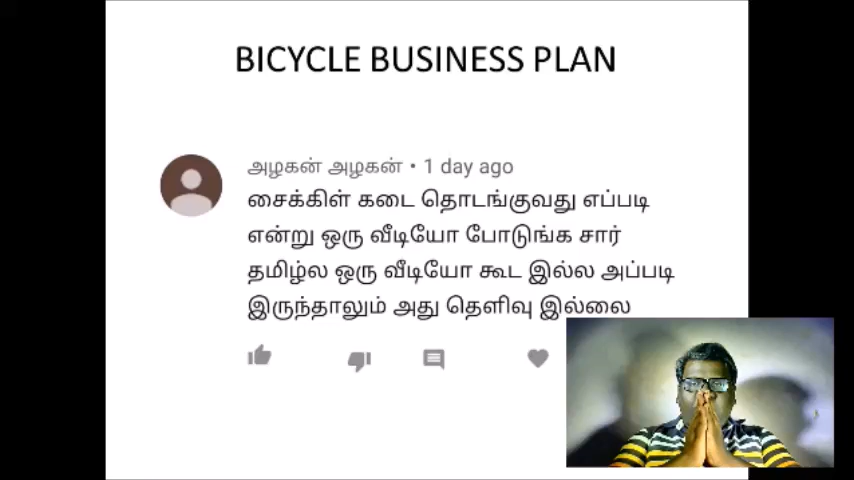 BICYCLE BUSINESS PLAN
அழகன் அழகன் • 1 day ago
சைக்கிள் கடை தொடங்குவது எப்படி
என்று ஒரு வீடியோ போடுங்க சார்
தமிழ்ல ஒரு வீடியோ கூட இல்ல அப்படி
இருந்தாலும் அது தெளிவு இல்லை